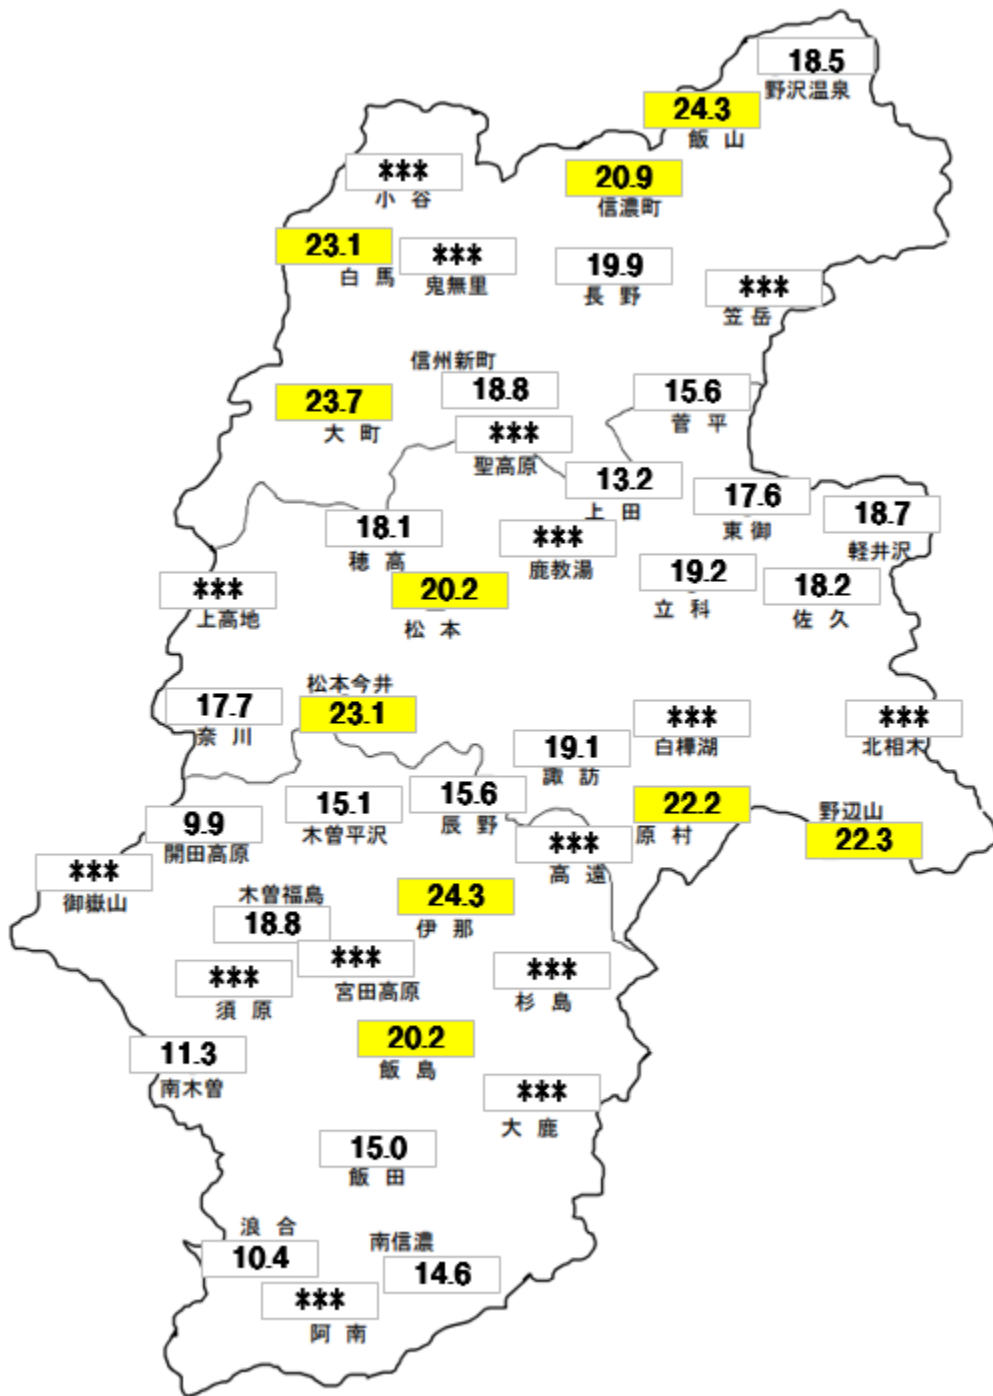 18.5
野沢温泉
24.3
飯 山
***
小 谷
20.9
信濃町
23.1
白 馬
***
鬼無里
19.9
長 野
***
笠 岳
信州新町
18.8
23.7
大 町
15.6
菅 平
***
聖高原
13.2
上 田
17.6
東 御
18.7
軽井沢
18.1
穂 高
***
鹿教湯
19.2
立 科
18.2
佐 久
***
上高地
20.2
松 本
松本今井
23.1
17.7
奈 川
***
白樺湖
***
北相木
19.1
諏 訪
15.1
木曽平沢
15.6
辰 野
22.2
原 村
野辺山
22.3
9.9
開田高原
***
高 遠
***
御嶽山
木曽福島
18.8
24.3
伊 那
***
宮田高原
***
須 原
***
杉 島
20.2
飯 島
11.3
南木曽
***
大 鹿
15.0
飯 田
浪 合
10.4
南信濃
14.6
***
阿 南